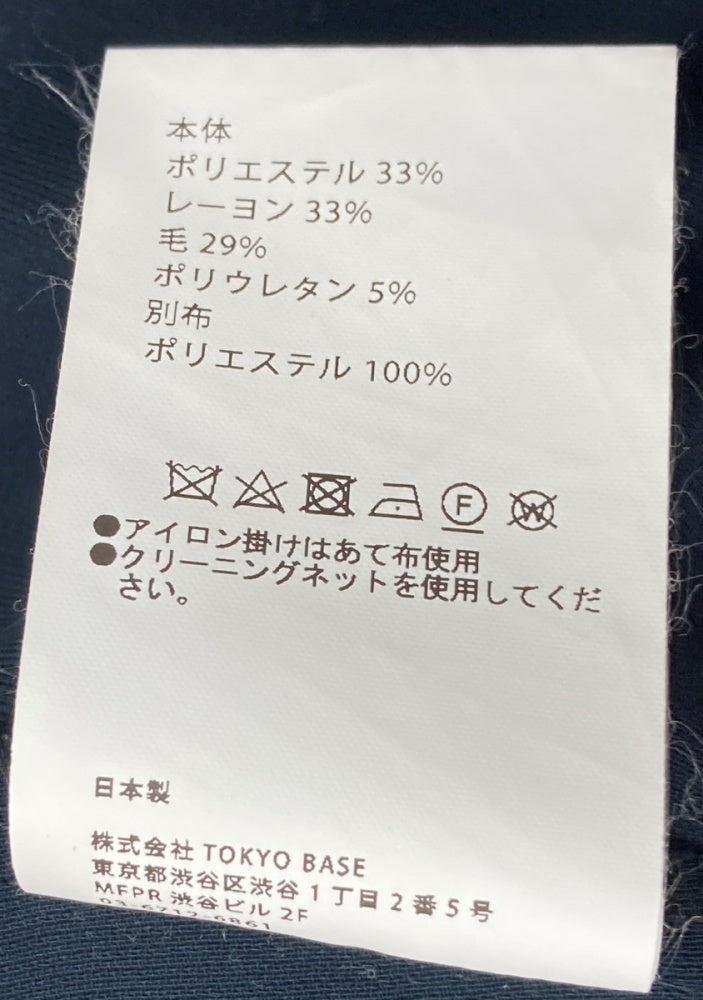 本体
ポリエステル 33%
レーヨン 33%
毛 29%
ポリウレタン 5%
別布
ポリエステル 100%
F W
●アイロン掛けはあて布使用
●クリーニングネットを使用してくだ
さい。
日本製
株式会社 TOKYO BASE
東京都渋谷区渋谷 1 丁目 2 番 5 号
MFPR 渋谷ビル 2F
03-6712-6861